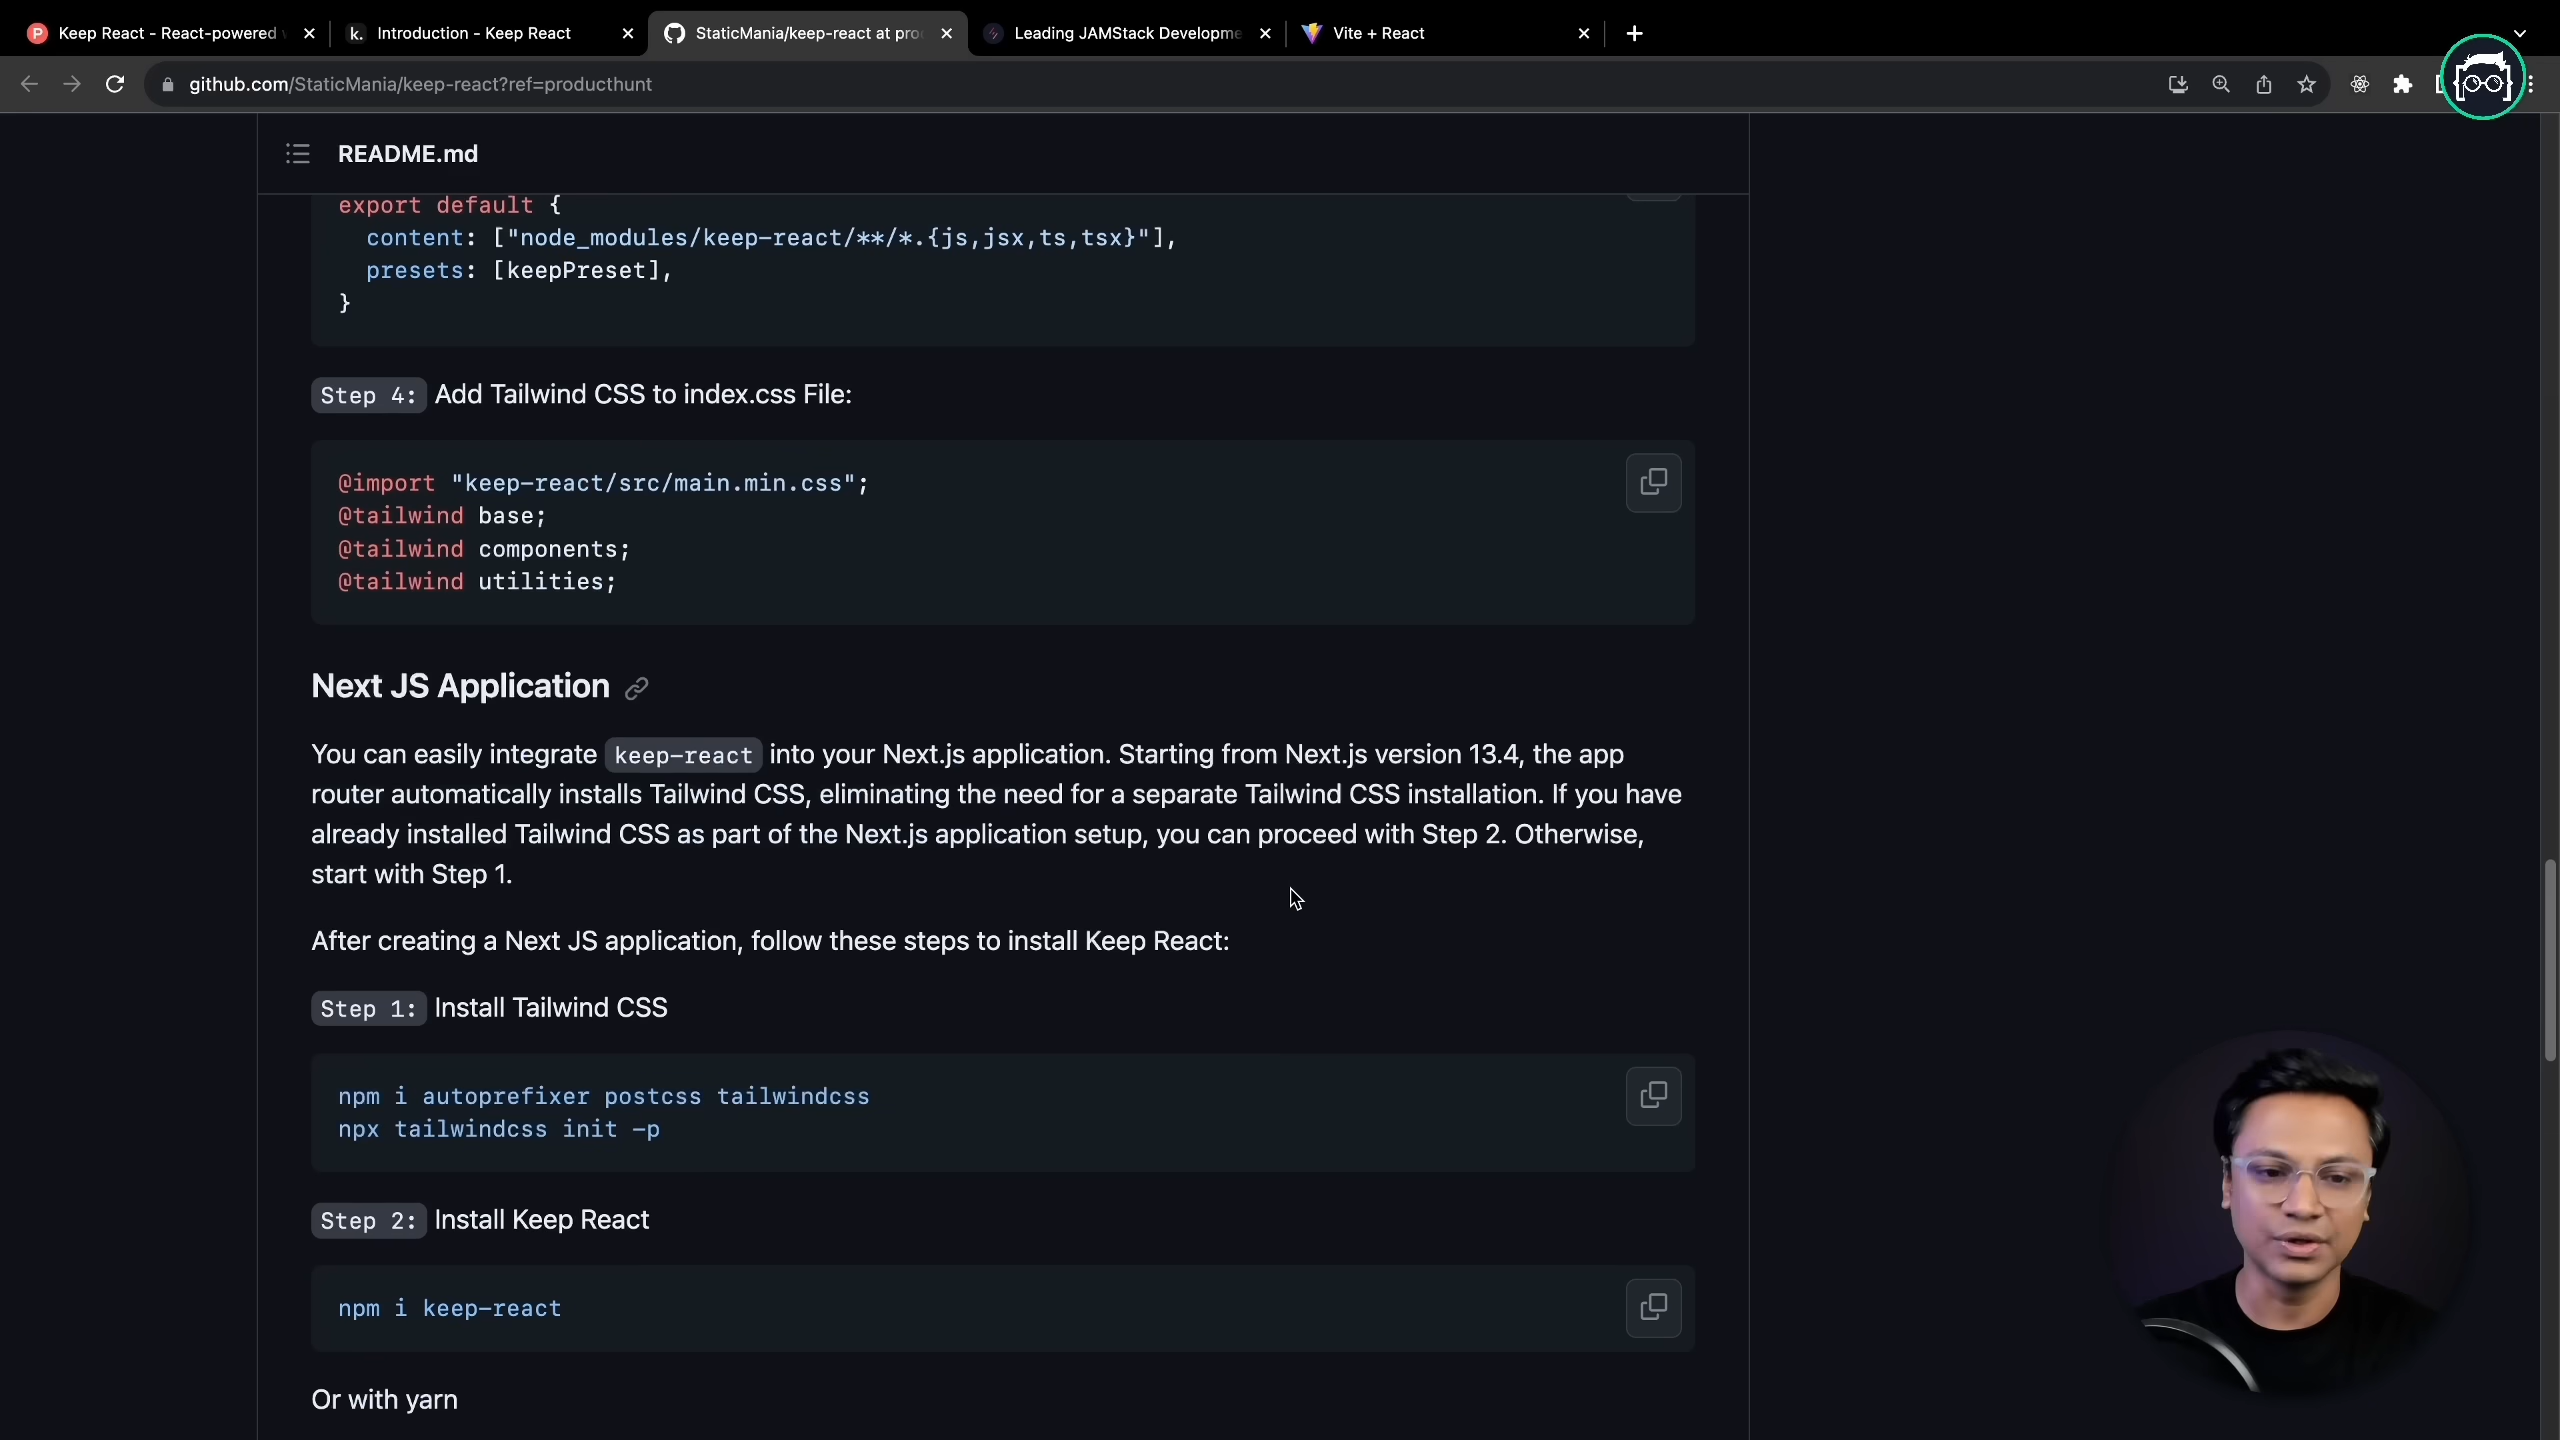 Keep React - React-powered
Introduction - Keep React
StaticMania/keep-react at pro
Leading JAMStack Developme
Vite + React
github.com/StaticMania/keep-react?ref=producthunt
README.md
export default {
content: ["node_modules/keep-react/**/*.{js,jsx,ts,tsx}"],
presets: [keepPreset],
}
Step 4: Add Tailwind CSS to index.css File:
@import "keep-react/src/main.min.css";
@tailwind base;
@tailwind components;
@tailwind utilities;
Next JS Application
You can easily integrate keep-react into your Next.js application. Starting from Next.js version 13.4, the app
router automatically installs Tailwind CSS, eliminating the need for a separate Tailwind CSS installation. If you have
already installed Tailwind CSS as part of the Next.js application setup, you can proceed with Step 2. Otherwise,
start with Step 1.
After creating a Next JS application, follow these steps to install Keep React:
Step 1: Install Tailwind CSS
npm i autoprefixer postcss tailwindcss
npx tailwindcss init -p
Step 2: Install Keep React
npm i keep-react
Or with yarn